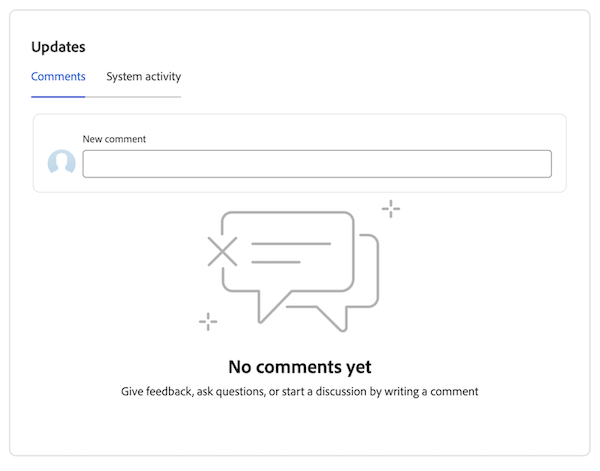 Updates
Comments System activity
New comment
No comments yet
Give feedback, ask questions, or start a discussion by writing a comment